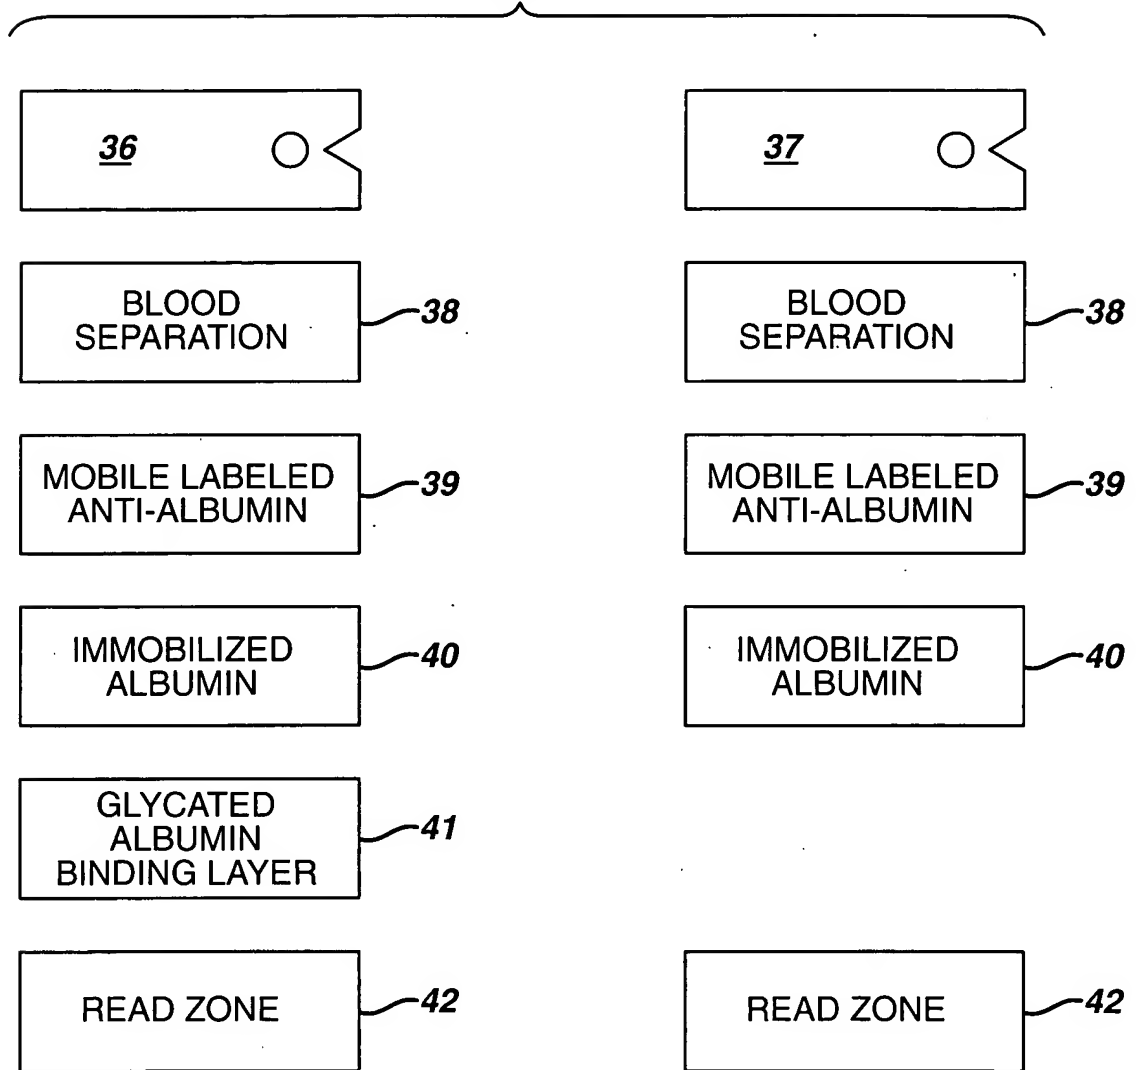 36
37
BLOOD
SEPARATION
38
BLOOD
SEPARATION
38
MOBILE LABELED
ANTI-ALBUMIN
39
MOBILE LABELED
ANTI-ALBUMIN
39
IMMOBILIZED
ALBUMIN
40
IMMOBILIZED
ALBUMIN
40
GLYCATED
ALBUMIN
BINDING LAYER
41
READ ZONE
42
READ ZONE
42